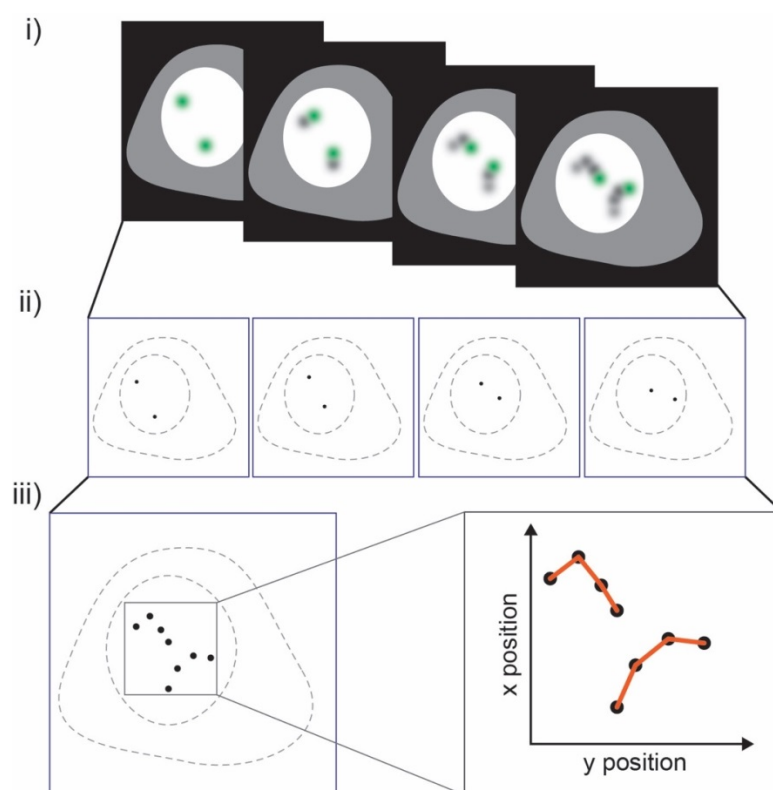 i)
ii)
iii)
x position
y position